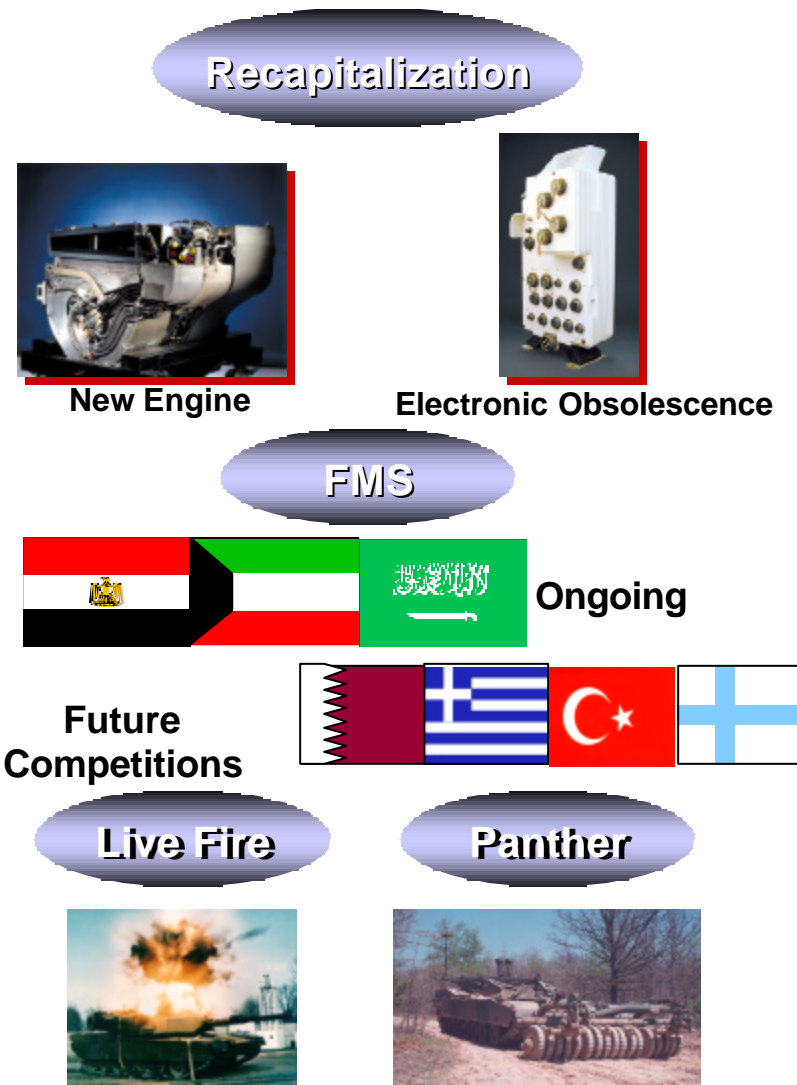 Recapitalization
New Engine
Electronic Obsolescence
FMS
Ongoing
Future
Competitions
Live Fire
Panther